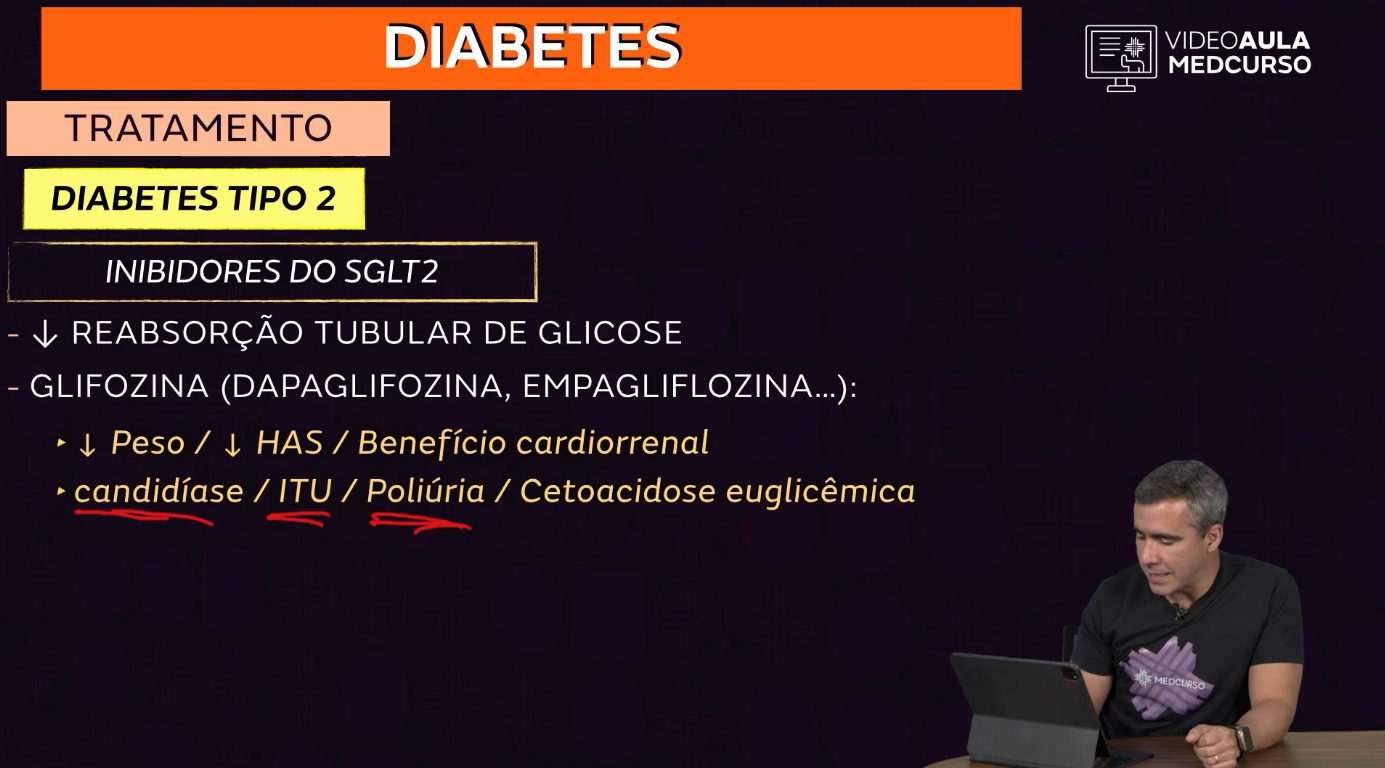 DIABETES
VIDEOAULA
MEDCURSO
TRATAMENTO
DIABETES TIPO 2
INIBIDORES DO SGLT2
- ↓ REABSORÇÃO TUBULAR DE GLICOSE
- GLIFOZINA (DAPAGLIFOZINA, EMPAGLIFLOZINA...):
‣ ↓ Peso / ↓ HAS / Benefício cardiorrenal
‣ candidíase / ITU / Poliúria / Cetoacidose euglicêmica
MEDCURSO